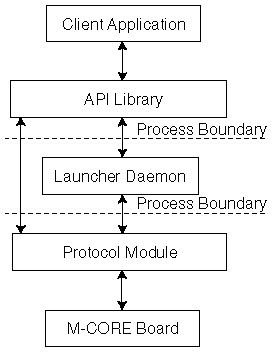 Client Application
API Library
Process Boundary
Launcher Daemon
Process Boundary
Protocol Module
M-CORE Board